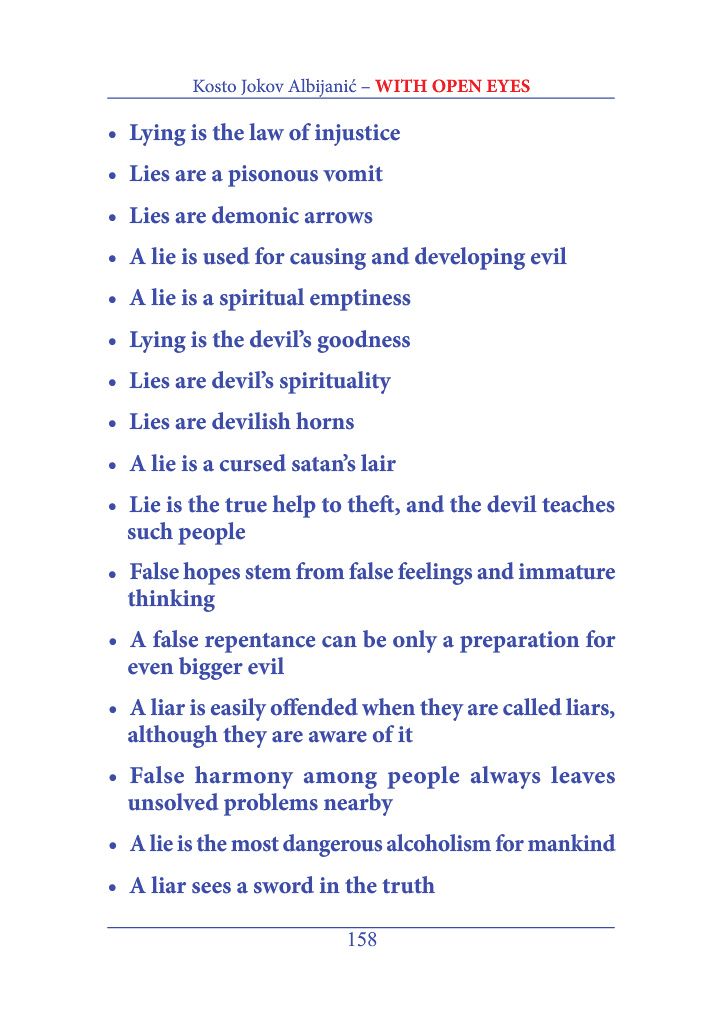 Kosto Jokov Albijanić – WITH OPEN EYES
• Lying is the law of injustice
• Lies are a pisonous vomit
• Lies are demonic arrows
• A lie is used for causing and developing evil
• A lie is a spiritual emptiness
• Lying is the devil’s goodness
• Lies are devil’s spirituality
• Lies are devilish horns
• A lie is a cursed satan’s lair
• Lie is the true help to theft, and the devil teaches
such people
• False hopes stem from false feelings and immature
thinking
• A false repentance can be only a preparation for
even bigger evil
• A liar is easily offended when they are called liars,
although they are aware of it
• False harmony among people always leaves
unsolved problems nearby
• A lie is the most dangerous alcoholism for mankind
• A liar sees a sword in the truth
158